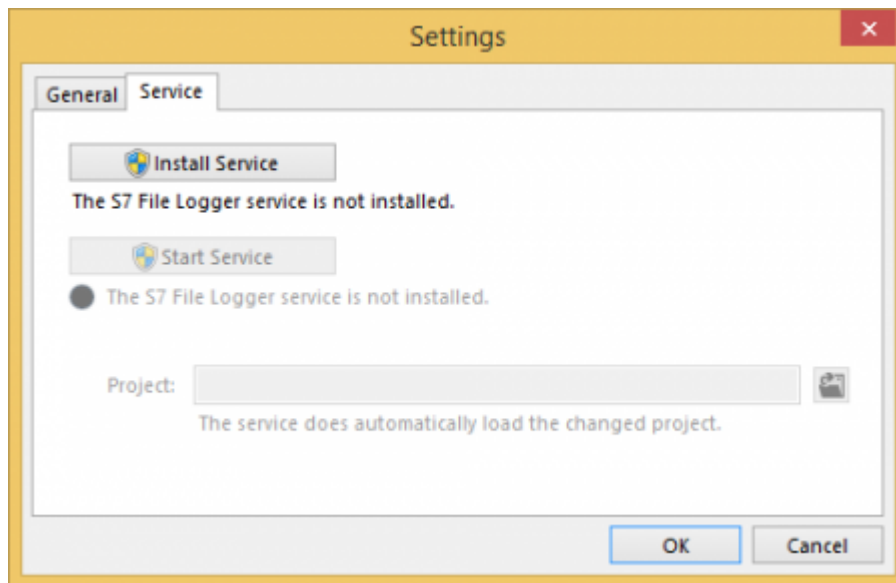 Settings
General Service
Install Service
The S7 File Logger service is not installed.
Start Service
The S7 File Logger service is not installed.
Project:
The service does automatically load the changed project.
OK Cancel